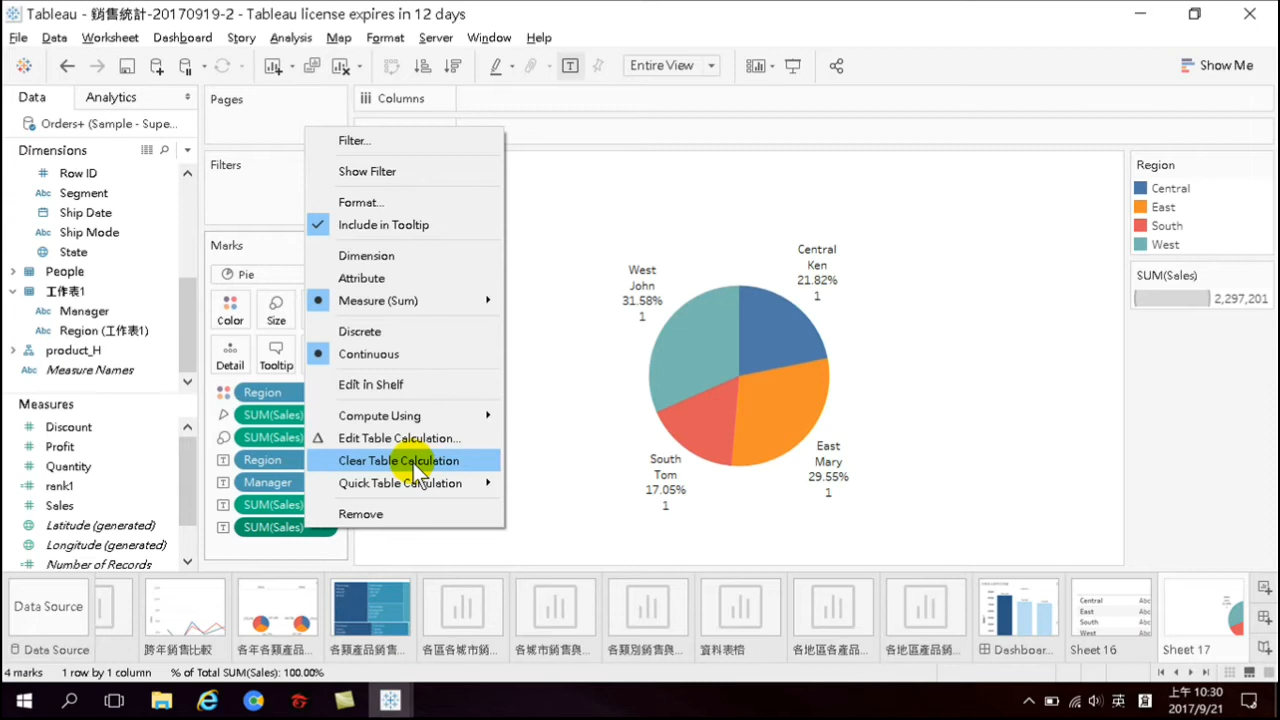 Tableau - 銷售統計-20170919-2 - Tableau license expires in 12 days
File Data Worksheet Dashboard Story Analysis Map Format Server Window Help
Entire View
Show Me
Data
Analytics
Pages
Columns
Orders+ (Sample - Supe...
Dimensions
Row ID
Abc Segment
Ship Date
Abc Ship Mode
State
People
工作表1
Abc Manager
Abc Region (工作表1)
product_H
Abc Measure Names
Measures
Discount
Profit
Quantity
rank1
Sales
Latitude (generated)
Longitude (generated)
Number of Records
Filters
Marks
Pie
Color
Size
Detail
Tooltip
Region
SUM(Sales)
SUM(Sales)
Region
Manager
SUM(Sales)
SUM(Sales)
Filter...
Show Filter
Format...
Include in Tooltip
Dimension
Attribute
Measure (Sum)
Discrete
Continuous
Edit in Shelf
Compute Using
Edit Table Calculation...
Clear Table Calculation
Quick Table Calculation
Remove
Central
Ken
21.82%
1
West
John
31.58%
1
East
Mary
29.55%
1
South
Tom
17.05%
1
Region
Central
East
South
West
SUM(Sales)
2,297,201
Data Source
Data Source
跨年銷售比較
各年各類產品...
各類產品銷售...
各區各城市銷...
各城市銷售與...
各類別銷售與...
資料表檔
各地區各產品...
各地區產品銷...
Dashboar...
Central Abc
East Abc
South Abc
West Abc
Sheet 16
Sheet 17
4 marks 1 row by 1 column % of Total SUM(Sales): 100.00%
英
上午 10:30
2017/9/21